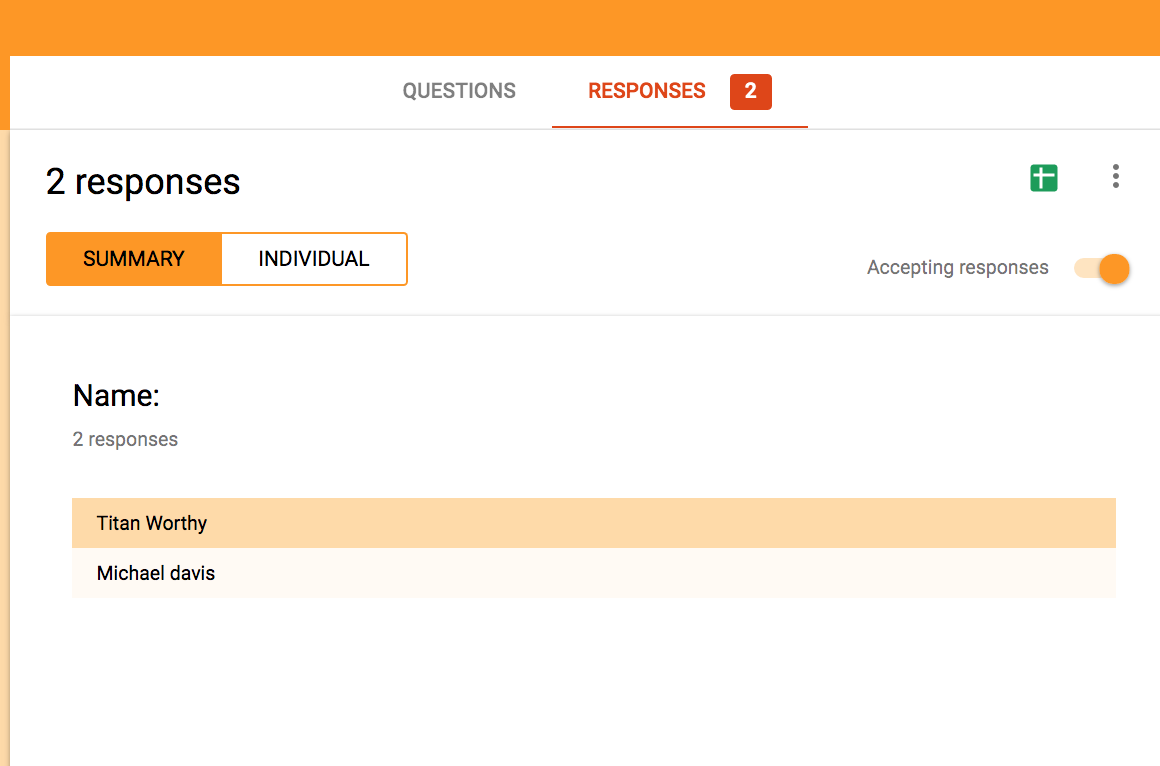 QUESTIONS RESPONSES 2
2 responses
SUMMARY INDIVIDUAL
Accepting responses
Name:
2 responses
Titan Worthy
Michael davis